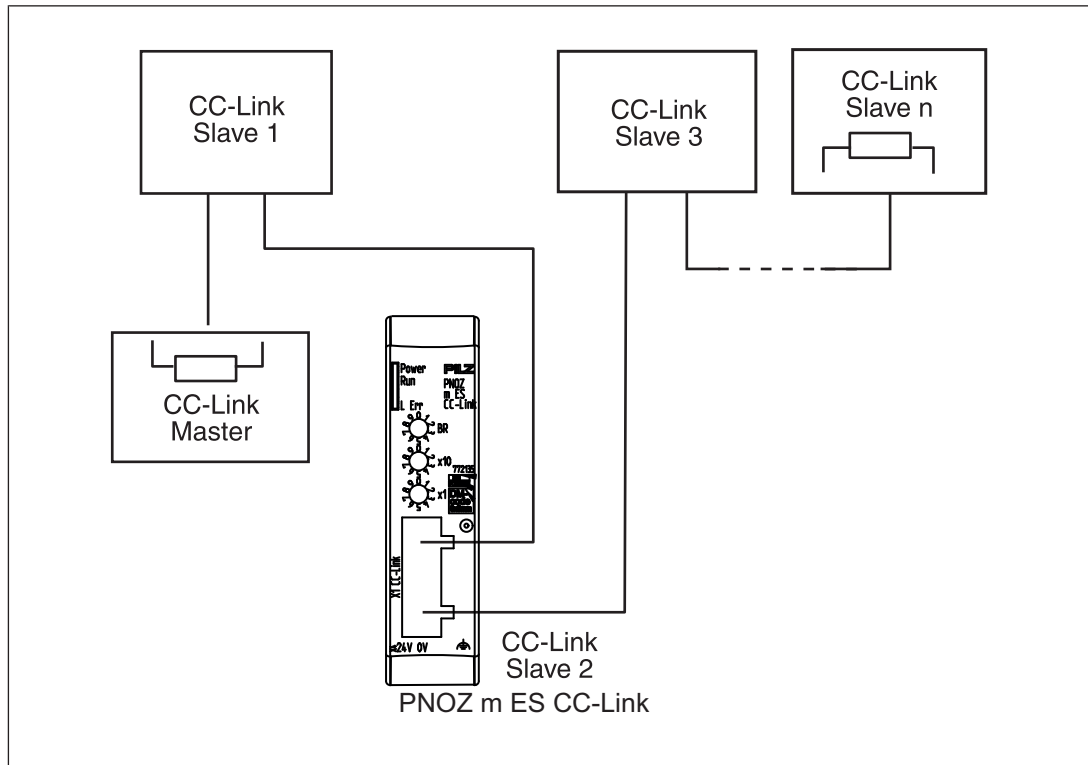 CC-Link
Slave 1
CC-Link
Slave 3
CC-Link
Slave n
CC-Link
Master
Power
Run
L Err
PILZ
PNOZ
m ES
CC-Link
BR
x10
772135
x1
X1 CC-Link
24V 0V
CC-Link
Slave 2
PNOZ m ES CC-Link